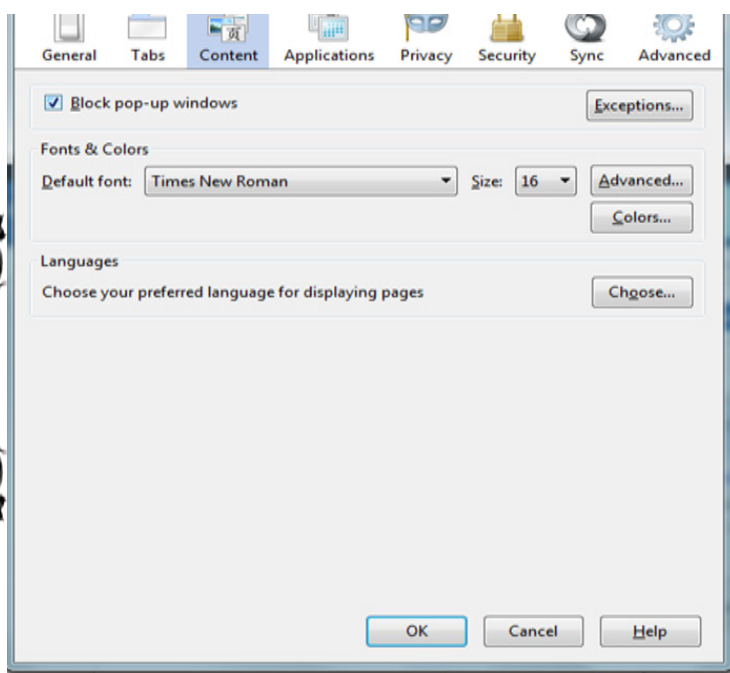 General Tabs Content Applications Privacy Security Sync Advanced
Block pop-up windows Exceptions...
Fonts & Colors
Default font: Times New Roman Size: 16 Advanced...
Colors...
Languages
Choose your preferred language for displaying pages Choose...
OK Cancel Help